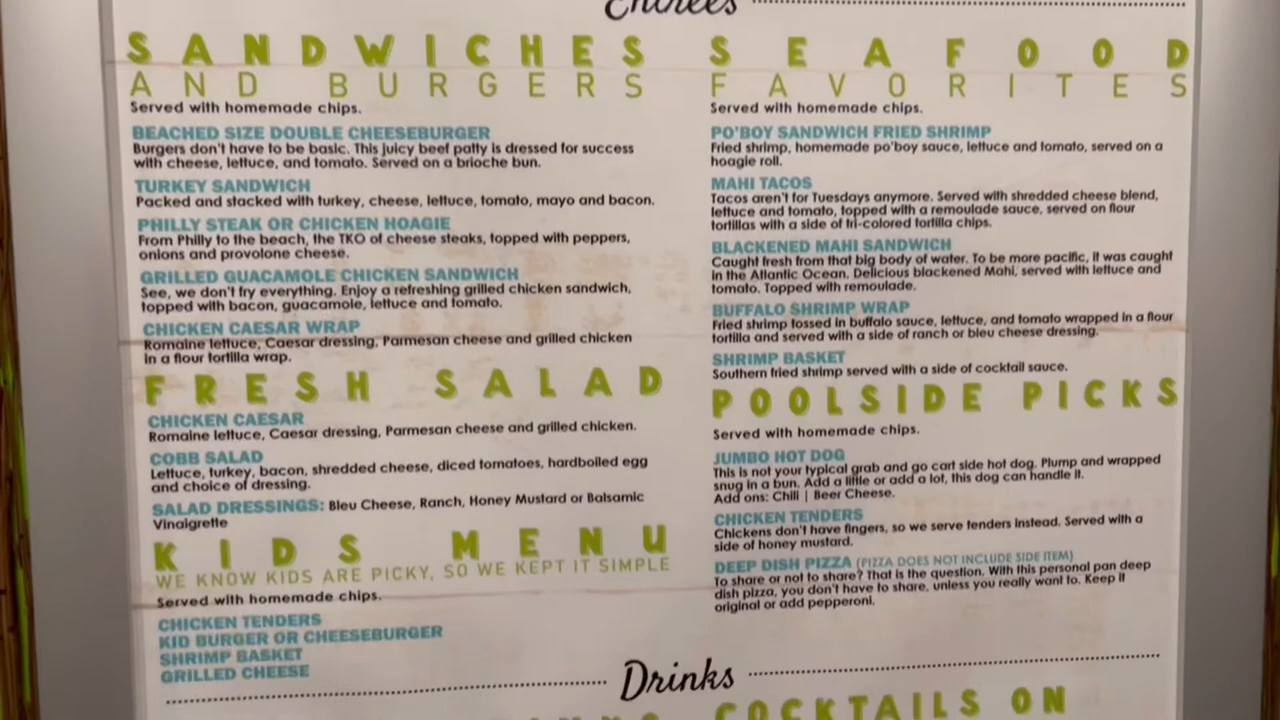 Entrées
SANDWICHES
AND BURGERS
Served with homemade chips.
BEACHED SIZE DOUBLE CHEESEBURGER
Burgers don't have to be basic. This juicy beef patty is dressed for success
with cheese, lettuce, and tomato. Served on a brioche bun.
TURKEY SANDWICH
Packed and stacked with turkey, cheese, lettuce, tomato, mayo and bacon.
PHILLY STEAK OR CHICKEN HOAGIE
From Philly to the beach, the TKO of cheese steaks, topped with peppers,
onions and provolone cheese.
GRILLED GUACAMOLE CHICKEN SANDWICH
See, we don't fry everything. Enjoy a refreshing grilled chicken sandwich,
topped with bacon, guacamole, lettuce and tomato.
CHICKEN CAESAR WRAP
Romaine lettuce, Caesar dressing, Parmesan cheese and grilled chicken
in a flour tortilla wrap.
FRESH SALAD
CHICKEN CAESAR
Romaine lettuce, Caesar dressing, Parmesan cheese and grilled chicken.
COBB SALAD
Lettuce, turkey, bacon, shredded cheese, diced tomatoes, hardboiled egg
and choice of dressing.
SALAD DRESSINGS: Bleu Cheese, Ranch, Honey Mustard or Balsamic
Vinaigrette
KIDS MENU
WE KNOW KIDS ARE PICKY, SO WE KEPT IT SIMPLE
Served with homemade chips.
CHICKEN TENDERS
KID BURGER OR CHEESEBURGER
SHRIMP BASKET
GRILLED CHEESE
SEAFOOD
FAVORITES
Served with homemade chips.
PO'BOY SANDWICH FRIED SHRIMP
Fried shrimp, homemade po'boy sauce, lettuce and tomato, served on a
hoagie roll.
MAHI TACOS
Tacos aren't for Tuesdays anymore. Served with shredded cheese blend,
lettuce and tomato, topped with a remoulade sauce, served on flour
tortillas with a side of tri-colored tortilla chips.
BLACKENED MAHI SANDWICH
Caught fresh from that big body of water. To be more pacific, it was caught
in the Atlantic Ocean. Delicious blackened Mahi, served with lettuce and
tomato. Topped with remoulade.
BUFFALO SHRIMP WRAP
Fried shrimp tossed in buffalo sauce, lettuce, and tomato wrapped in a flour
tortilla and served with a side of ranch or bleu cheese dressing.
SHRIMP BASKET
Southern fried shrimp served with a side of cocktail sauce.
POOLSIDE PICKS
Served with homemade chips.
JUMBO HOT DOG
This is not your typical grab and go cart side hot dog. Plump and wrapped
snug in a bun. Add a little or add a lot, this dog can handle it.
Add ons: Chili | Beer Cheese.
CHICKEN TENDERS
Chickens don't have fingers, so we serve tenders instead. Served with a
side of honey mustard.
DEEP DISH PIZZA (PIZZA DOES NOT INCLUDE SIDE ITEM)
To share or not to share? That is the question. With this personal pan deep
dish pizza, you don't have to share, unless you really want to. Keep it
original or add pepperoni.
Drinks
COCKTAILS ON